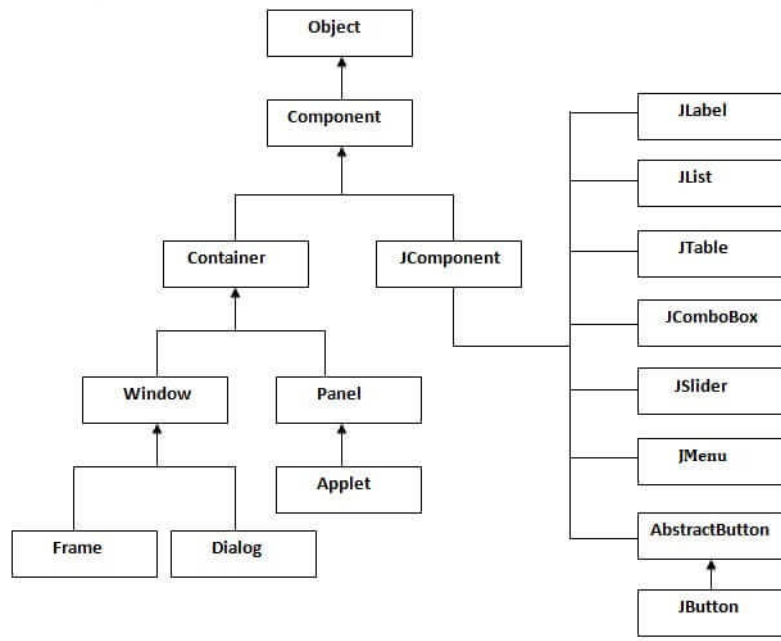 Object
Component
Container
JComponent
Window
Panel
Applet
Frame
Dialog
JLabel
JList
JTable
JComboBox
JSlider
JMenu
AbstractButton
JButton